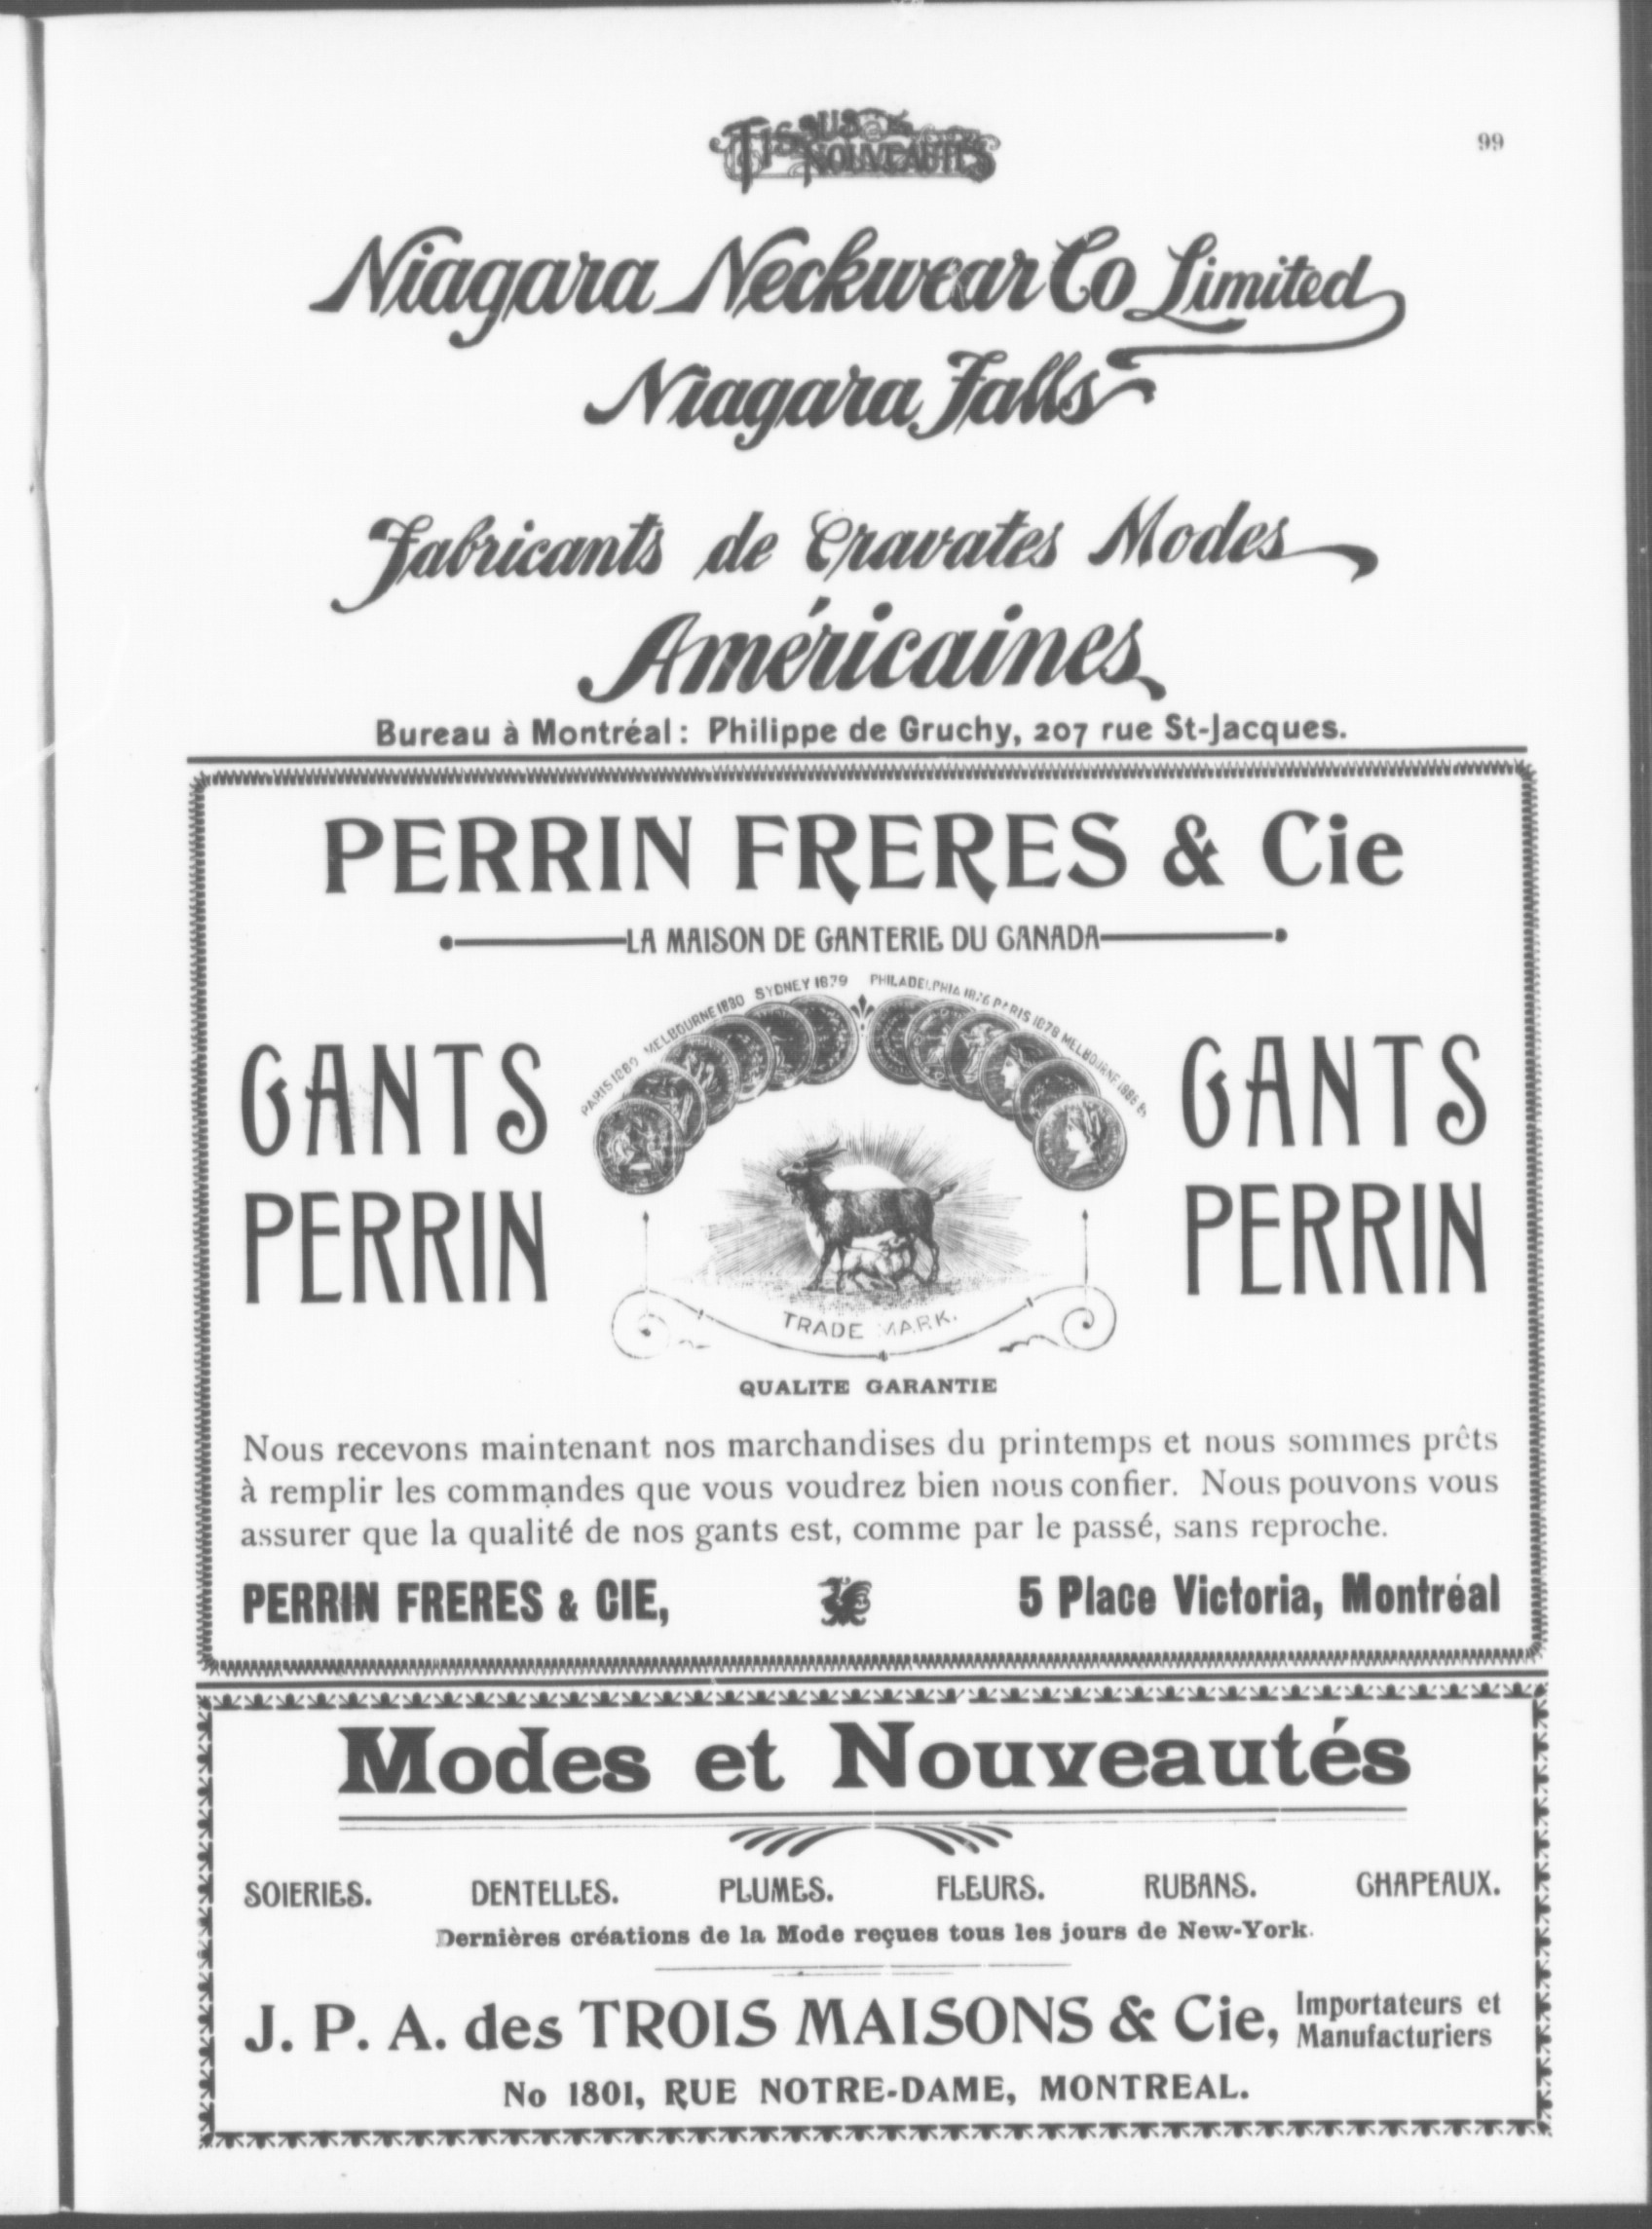 TISSUS & NOUVEAUTÉS
99
Niagara Neckwear Co Limited
Niagara Falls
Fabricants de Cravates Modes
Américaines
Bureau à Montréal: Philippe de Gruchy, 207 rue St-Jacques.
PERRIN FRERES & Cie
LA MAISON DE GANTERIE DU CANADA
PARIS 1889 MELBOURNE 1880 SYDNEY 1879 PHILADELPHIA 1876 PARIS 1878 MELBOURNE 1888
GANTS
PERRIN
GANTS
PERRIN
TRADE MARK.
QUALITE GARANTIE
Nous recevons maintenant nos marchandises du printemps et nous sommes prêts
à remplir les commandes que vous voudrez bien nous confier. Nous pouvons vous
assurer que la qualité de nos gants est, comme par le passé, sans reproche.
PERRIN FRERES & CIE, 5 Place Victoria, Montréal
Modes et Nouveautés
SOIERIES. DENTELLES. PLUMES. FLEURS. RUBANS. CHAPEAUX.
Dernières créations de la Mode reçues tous les jours de New-York.
J. P. A. des TROIS MAISONS & Cie, Importateurs et
Manufacturiers
No 1801, RUE NOTRE-DAME, MONTREAL.